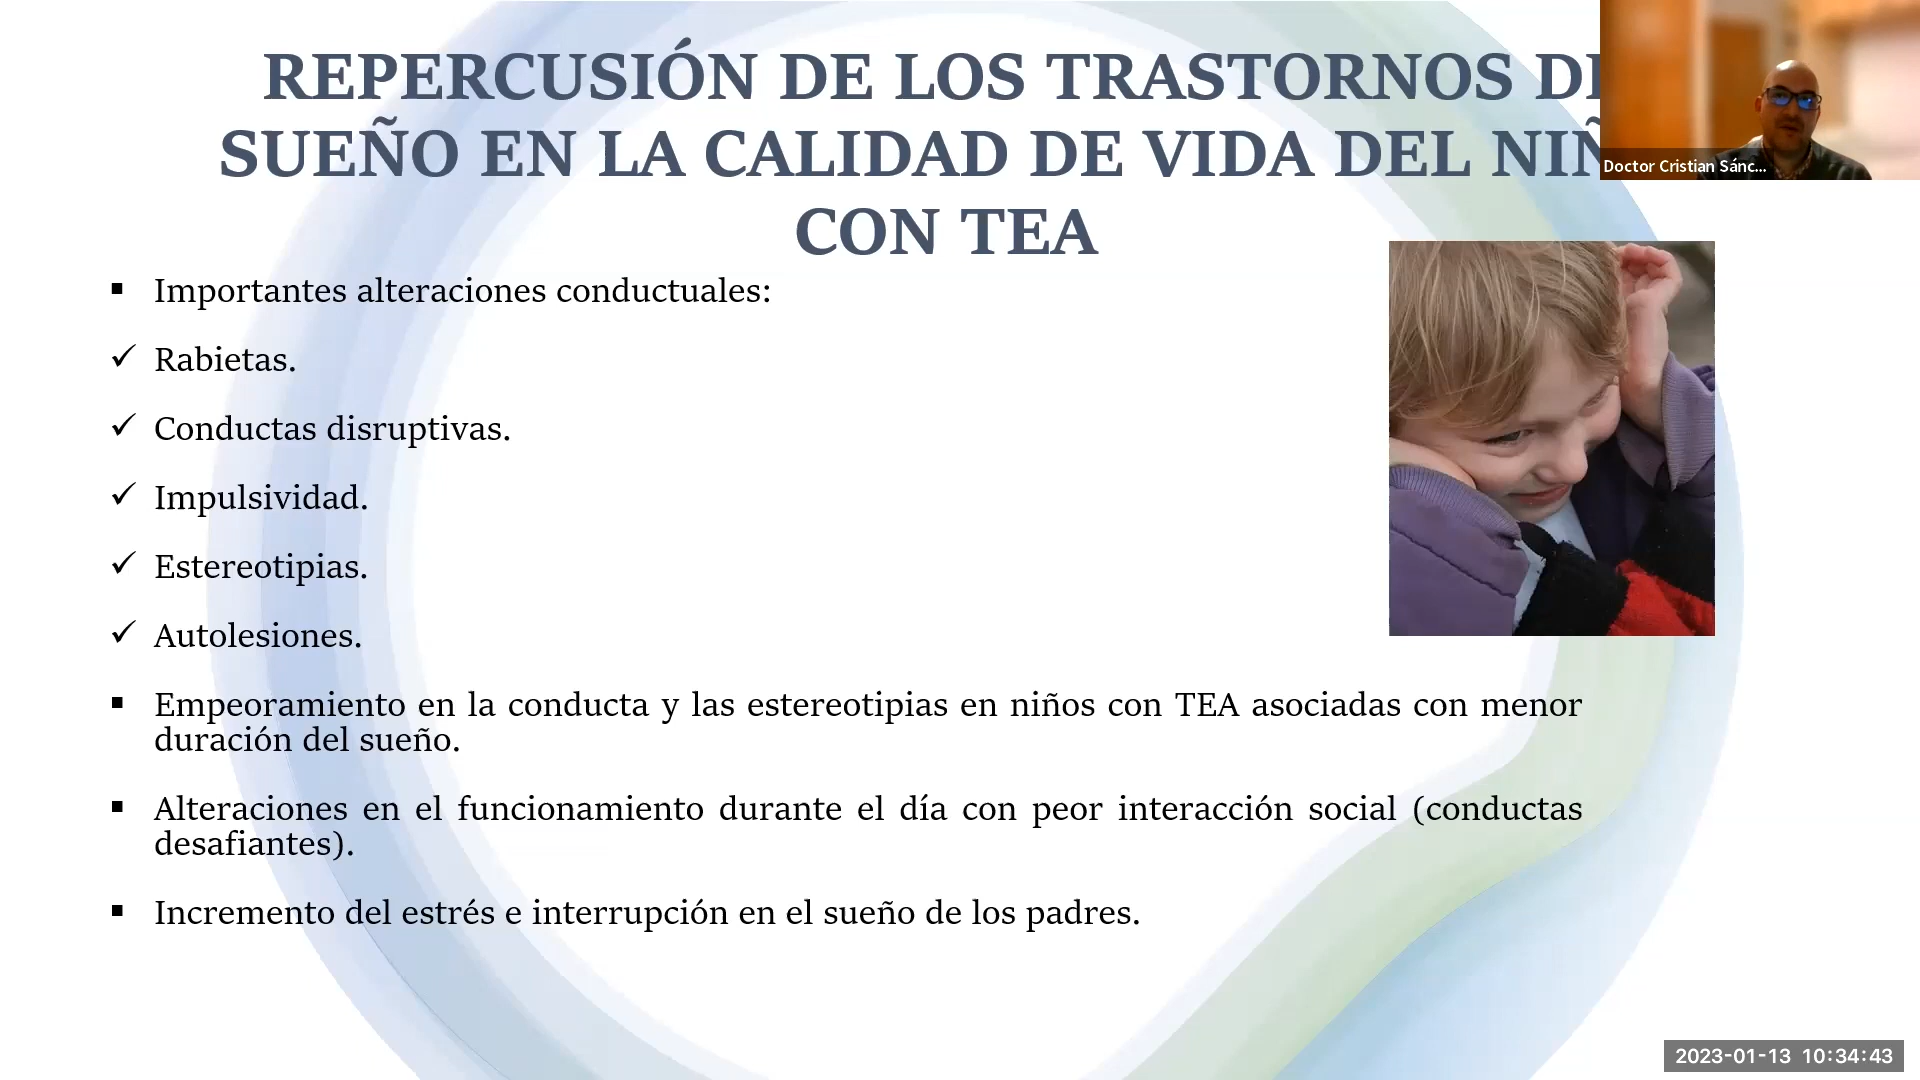 REPERCUSIÓN DE LOS TRASTORNOS
SUEÑO EN LA CALIDAD DE VIDA DEL
CON TEA
Doctor Cristian Sánc...
▪ Importantes alteraciones conductuales:
✓ Rabietas.
✓ Conductas disruptivas.
✓ Impulsividad.
✓ Estereotipias.
✓ Autolesiones.
▪ Empeoramiento en la conducta y las estereotipias en niños con TEA asociadas con menor
duración del sueño.
▪ Alteraciones en el funcionamiento durante el día con peor interacción social (conductas
desafiantes).
▪ Incremento del estrés e interrupción en el sueño de los padres.
2023-01-13 10:34:43